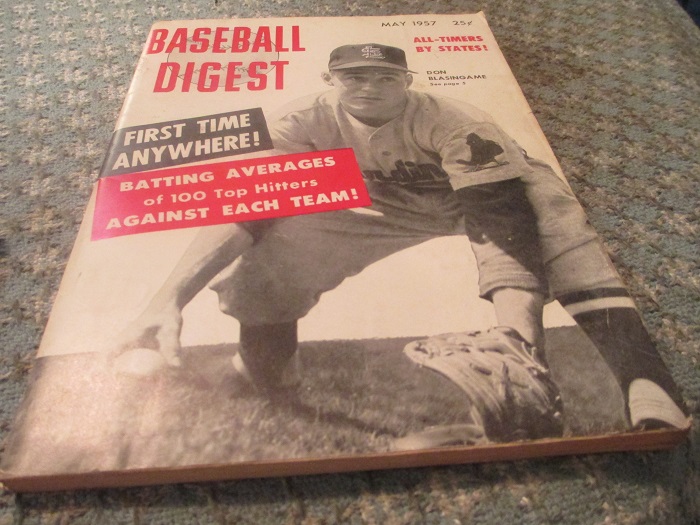 MAY 1957 25¢
BASEBALL
DIGEST
ALL-TIMERS
BY STATES!
DON
BLASINGAME
See page 5
FIRST TIME
ANYWHERE!
BATTING AVERAGES
of 100 Top Hitters
AGAINST EACH TEAM!